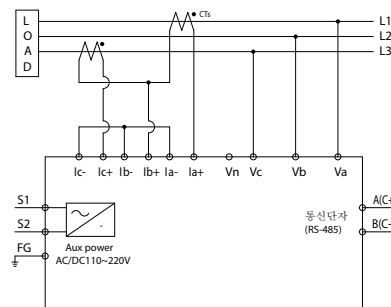 L
O
A
D
CTs
L1
L2
L3
Ic- Ic+ Ib- Ib+ Ia- Ia+ Vn Vc Vb Va
S1
S2
FG
Aux power
AC/DC110~220V
통신단자
(RS-485)
A(C+
B(C-